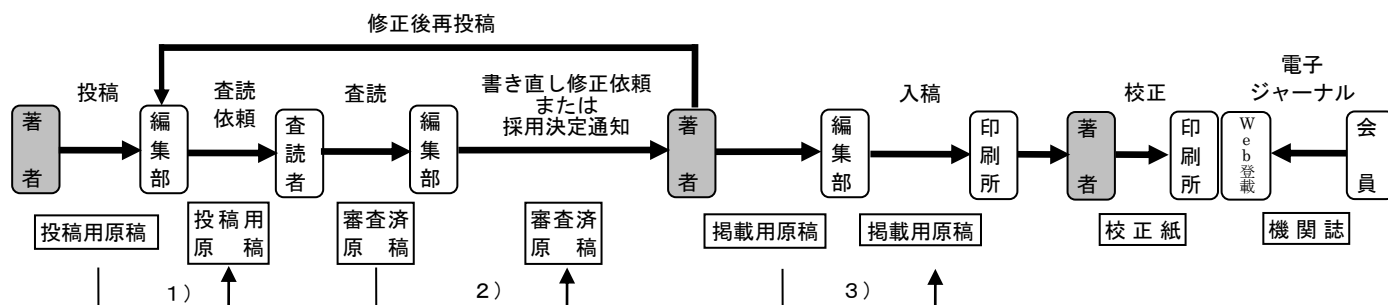 修正後再投稿
投稿
査読
依頼
査読
書き直し修正依頼
または
採用決定通知
入稿
校正
電子
ジャーナル
著者
編集部
査読者
編集部
著者
編集部
印刷所
著者
印刷所
Web登載
会員
投稿用原稿
投稿用
原稿
審査済
原稿
審査済
原稿
掲載用原稿
掲載用原稿
校正紙
機関誌
1）
2）
3）